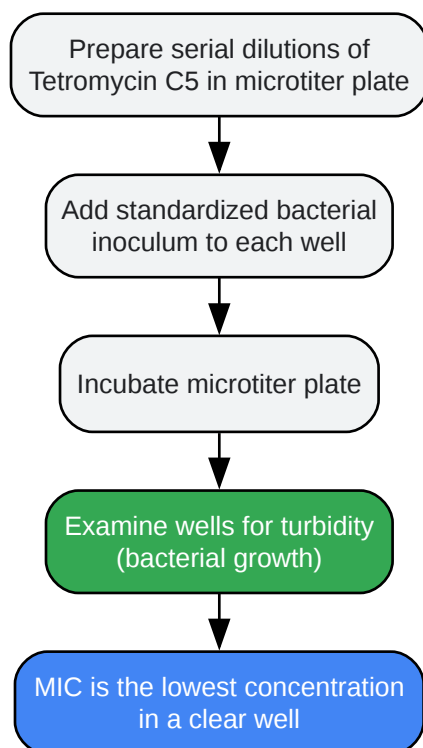 Prepare serial dilutions of
Tetromycin C5 in microtiter plate
Add standardized bacterial
inoculum to each well
Incubate microtiter plate
Examine wells for turbidity
(bacterial growth)
MIC is the lowest concentration
in a clear well